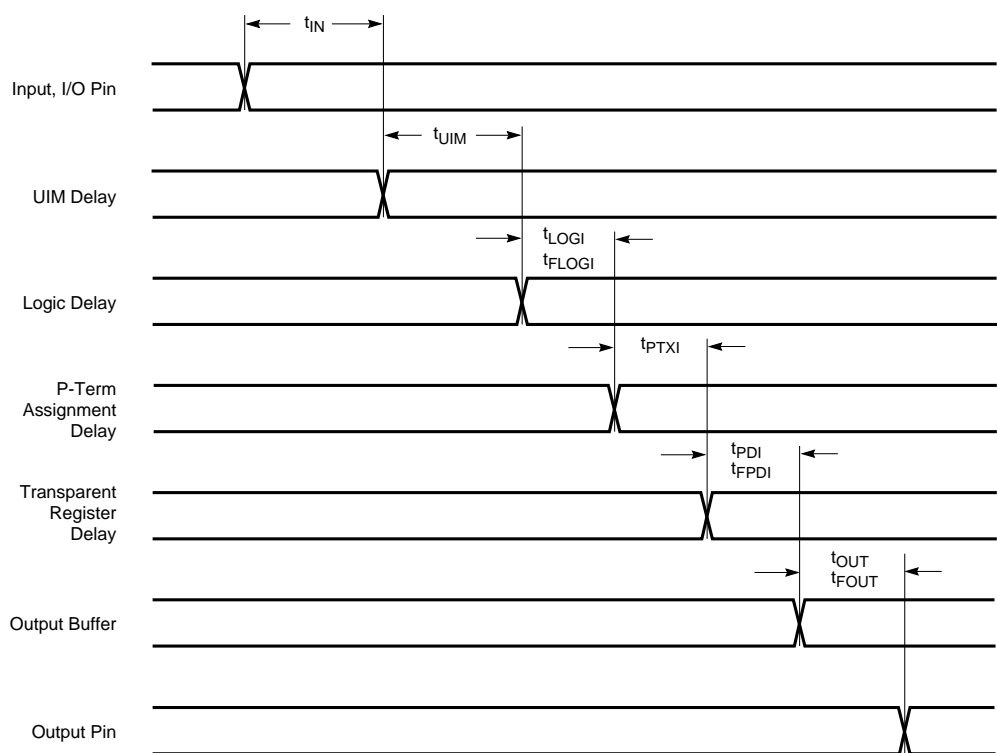 tIN
Input, I/O Pin
tUIM
UIM Delay
tLOGI
tFLOGI
Logic Delay
tPTXI
P-Term
Assignment
Delay
tPDI
tFPDI
Transparent
Register
Delay
tOUT
tFOUT
Output Buffer
Output Pin